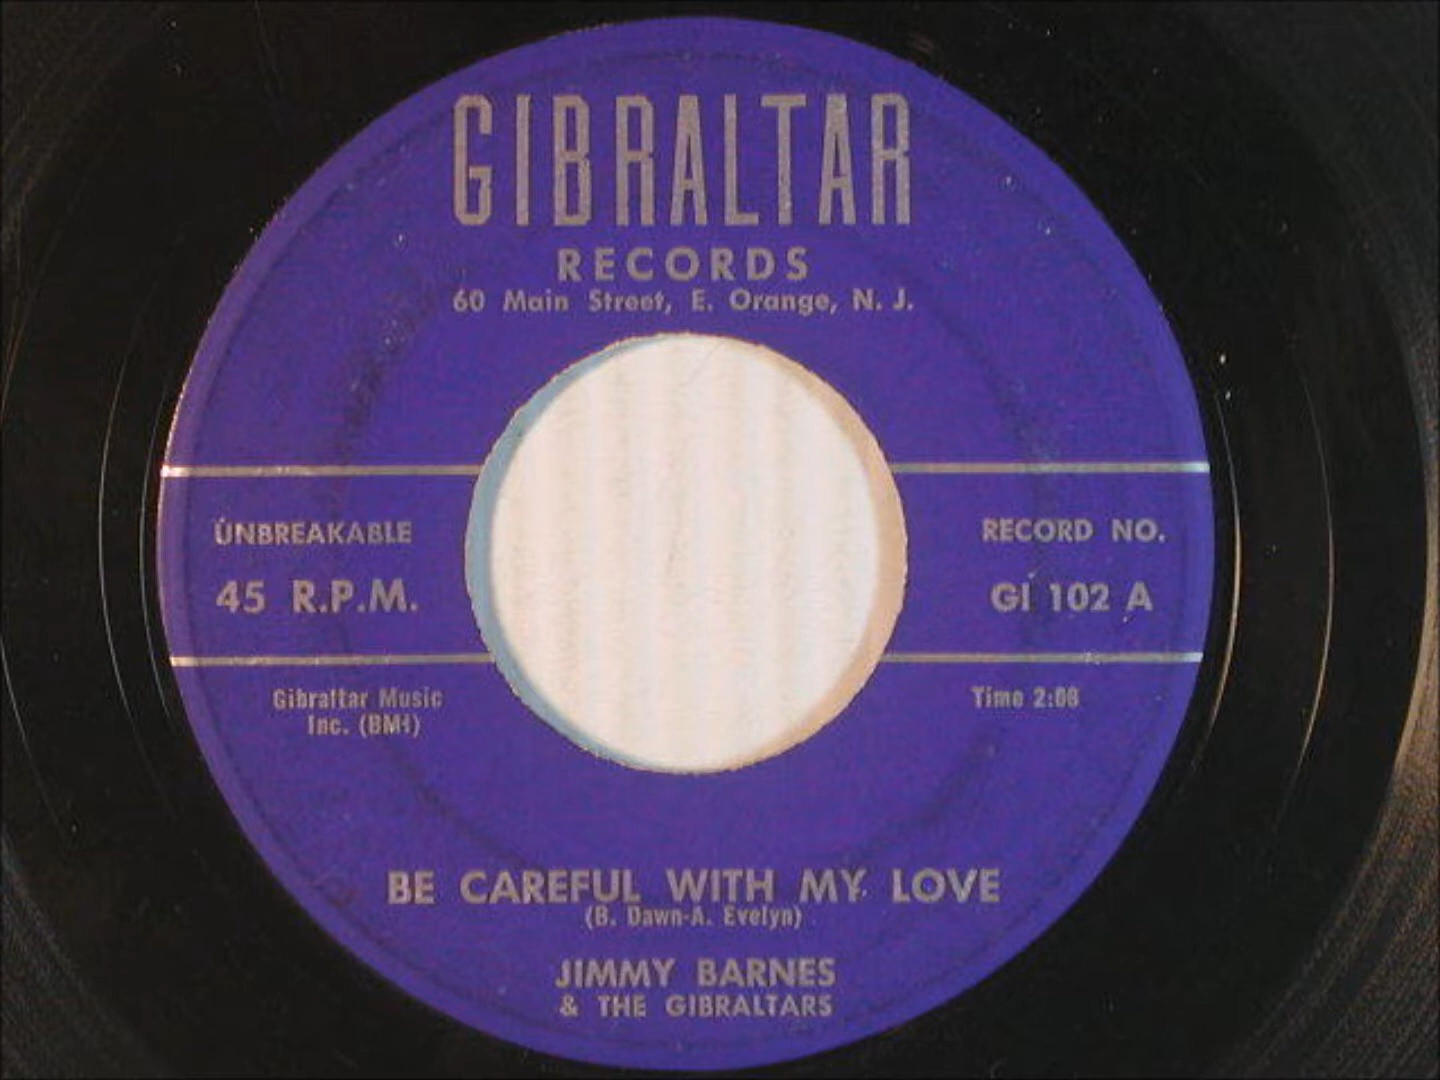 GIBRALTAR
RECORDS
60 Main Street, E. Orange, N. J.
UNBREAKABLE
45 R.P.M.
RECORD NO.
GI 102 A
Gibraltar Music
Inc. (BMI)
Time
BE CAREFUL WITH MY LOVE
(B. Dawn-A. Evelyn)
JIMMY BARNES
& THE GIBRALTARS